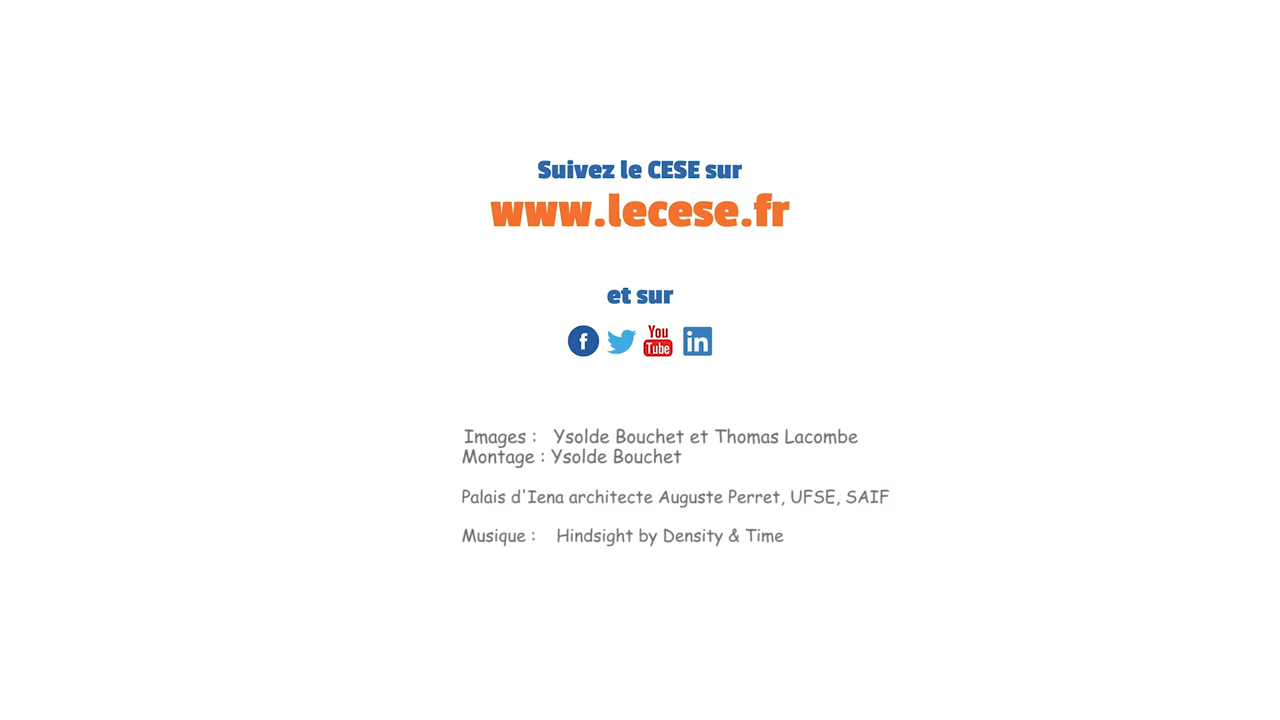 Suivez le CESE sur
www.lecese.fr
et sur
f You Tube in
Images : Ysolde Bouchet et Thomas Lacombe
Montage : Ysolde Bouchet
Palais d'Iena architecte Auguste Perret, UFSE, SAIF
Musique : Hindsight by Density & Time